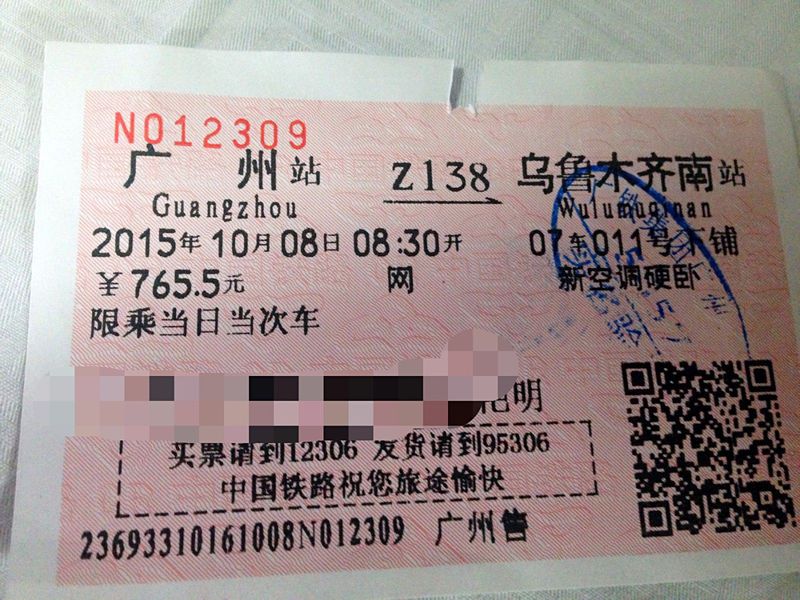 N012309
广 州 站 Z138 乌鲁木齐南站
Guangzhou Wulumuqinan
2015年10月08日08:30开 07车011号下铺
￥765.5元 网 新空调硬卧
限乘当日当次车
明
买票请到12306 发货请到95306
中国铁路祝您旅途愉快
23693310161008N012309 广州售